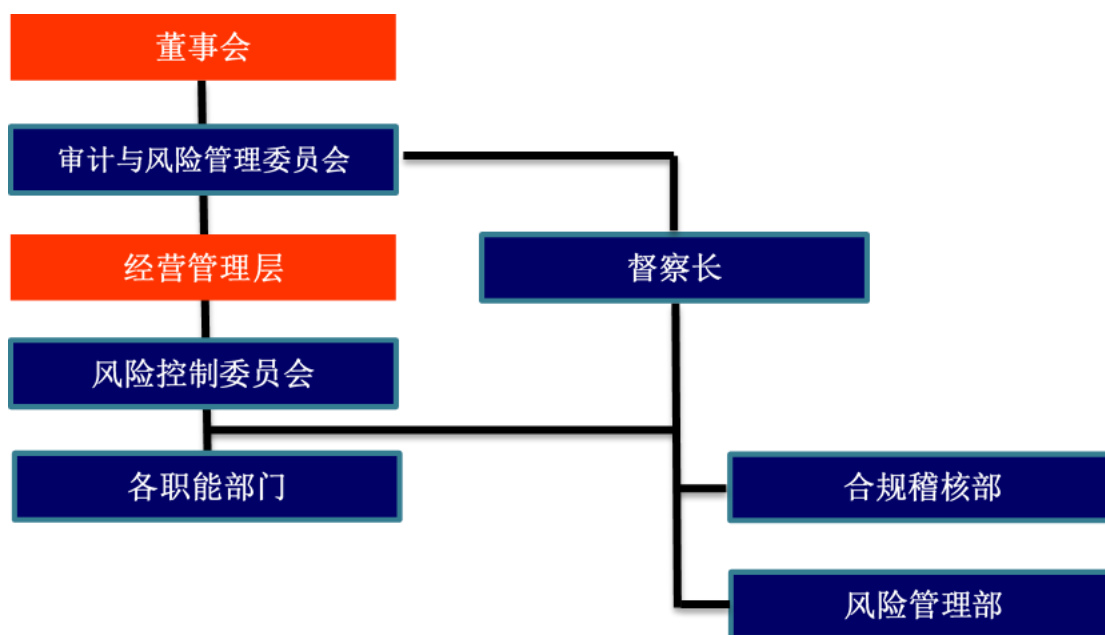 董事会
审计与风险管理委员会
经营管理层
督察长
风险控制委员会
各职能部门
合规稽核部
风险管理部